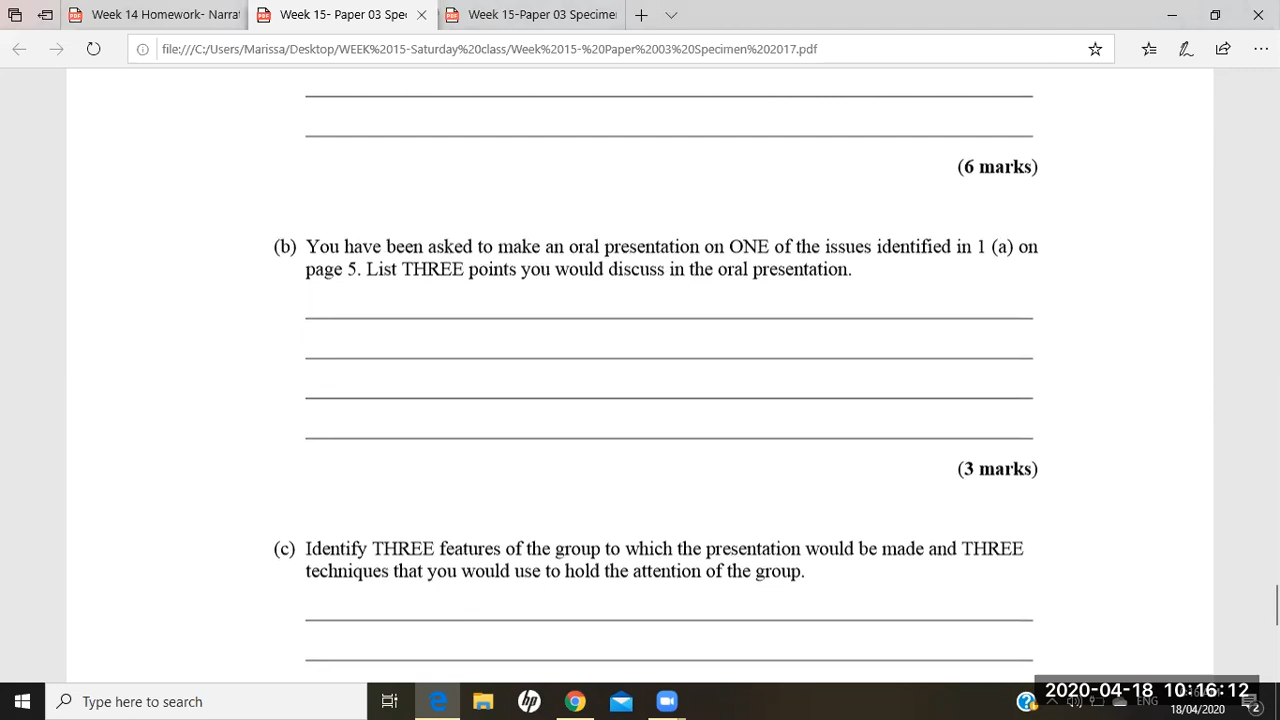 Week 14 Homework- Narrat
Week 15- Paper 03 Spec
Week 15-Paper 03 Specimen
file:///C:/Users/Marissa/Desktop/WEEK%2015-Saturday%20class/Week%2015-%20Paper%2003%20Specimen%202017.pdf
(6 marks)
(b) You have been asked to make an oral presentation on ONE of the issues identified in 1 (a) on
page 5. List THREE points you would discuss in the oral presentation.
(3 marks)
(c) Identify THREE features of the group to which the presentation would be made and THREE
techniques that you would use to hold the attention of the group.
Type here to search
hp
ENG
2020-04-18 10:16:12
18/04/2020
2